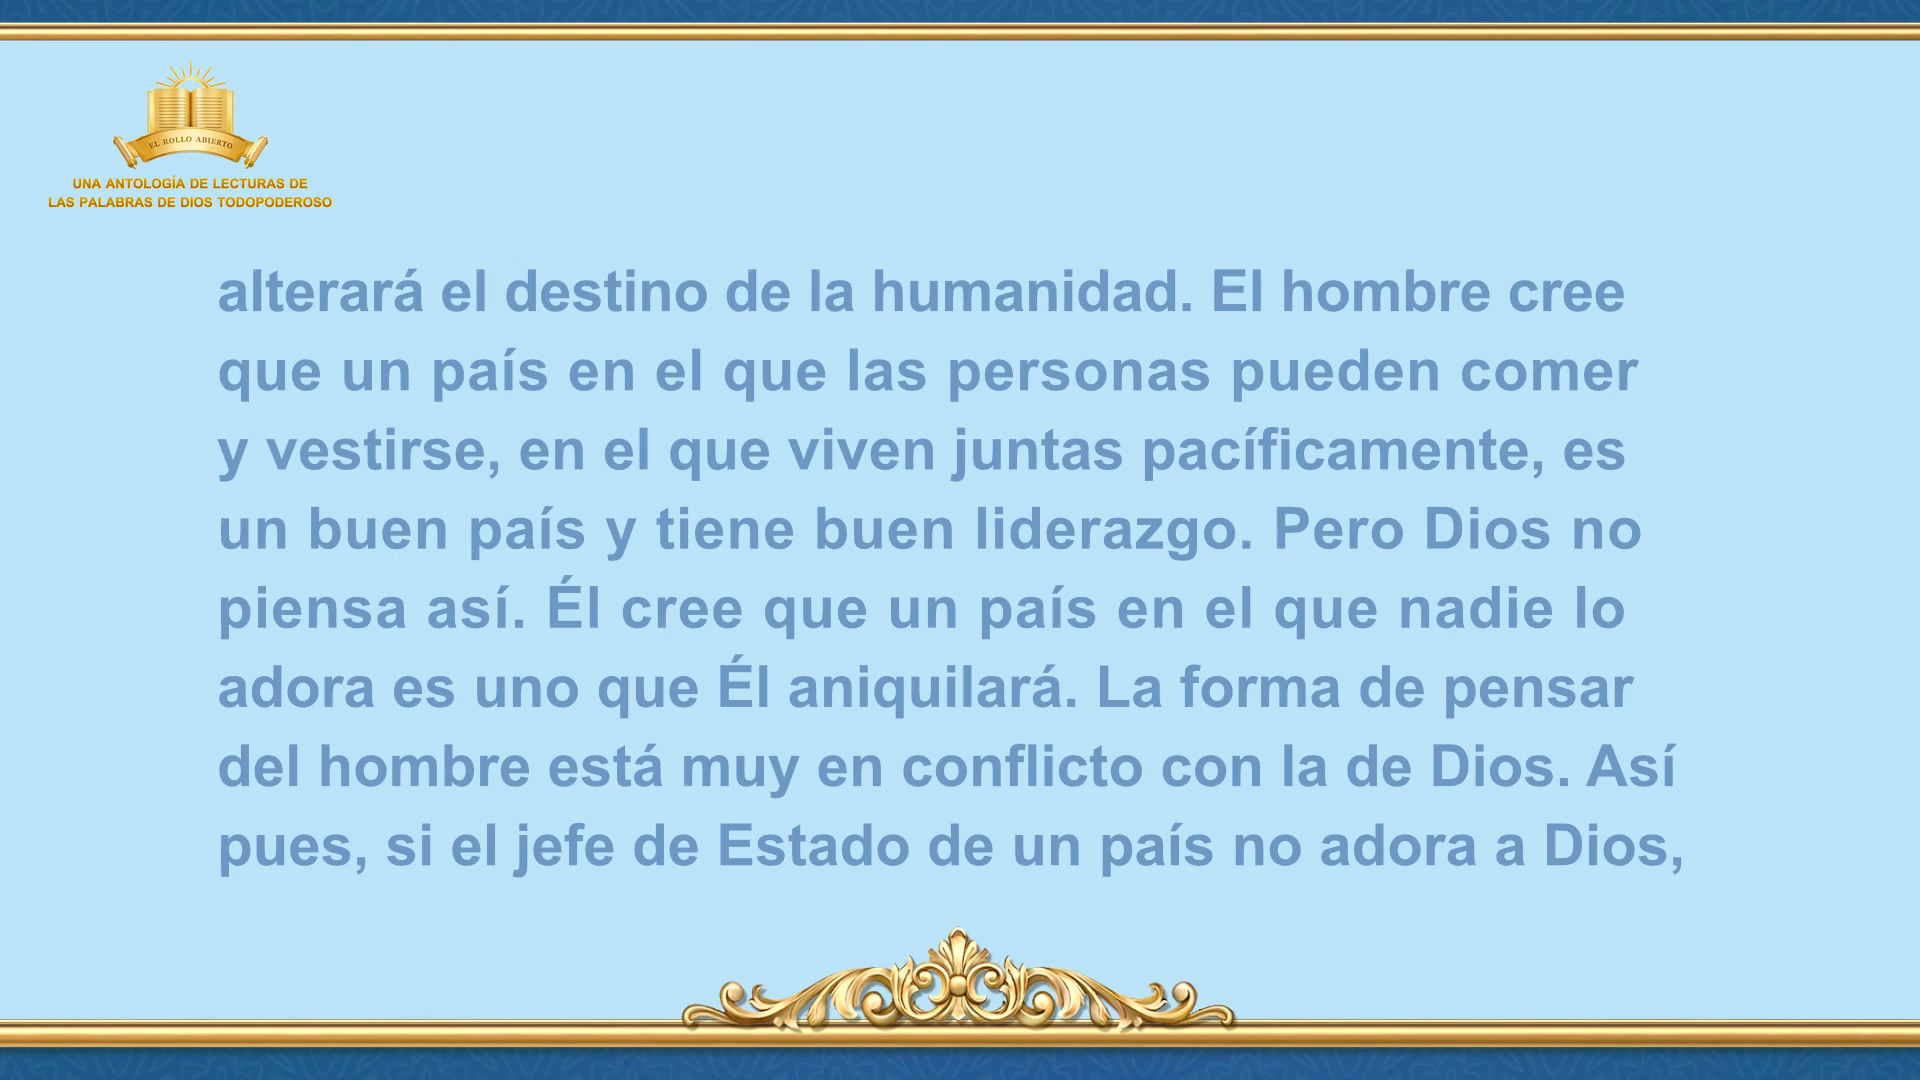 EL ROLLO ABIERTO
UNA ANTOLOGÍA DE LECTURAS DE
LAS PALABRAS DE DIOS TODOPODEROSO
alterará el destino de la humanidad. El hombre cree
que un país en el que las personas pueden comer
y vestirse, en el que viven juntas pacíficamente, es
un buen país y tiene buen liderazgo. Pero Dios no
piensa así. Él cree que un país en el que nadie lo
adora es uno que Él aniquilará. La forma de pensar
del hombre está muy en conflicto con la de Dios. Así
pues, si el jefe de Estado de un país no adora a Dios,